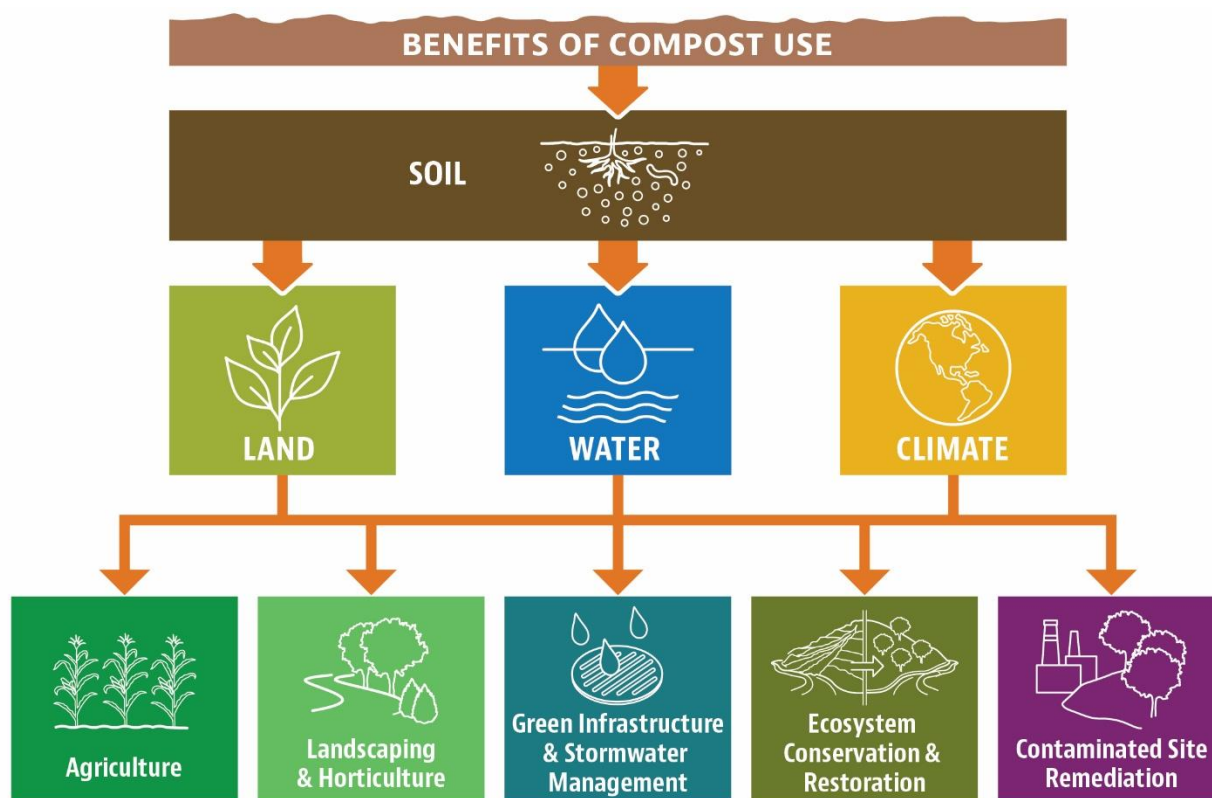 BENEFITS OF COMPOST USE
SOIL
LAND
WATER
CLIMATE
Agriculture
Landscaping
& Horticulture
Green Infrastructure
& Stormwater
Management
Ecosystem
Conservation &
Restoration
Contaminated Site
Remediation